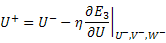 U⁺ = U⁻ − η ∂E₃/∂U |U⁻,V⁻,W⁻